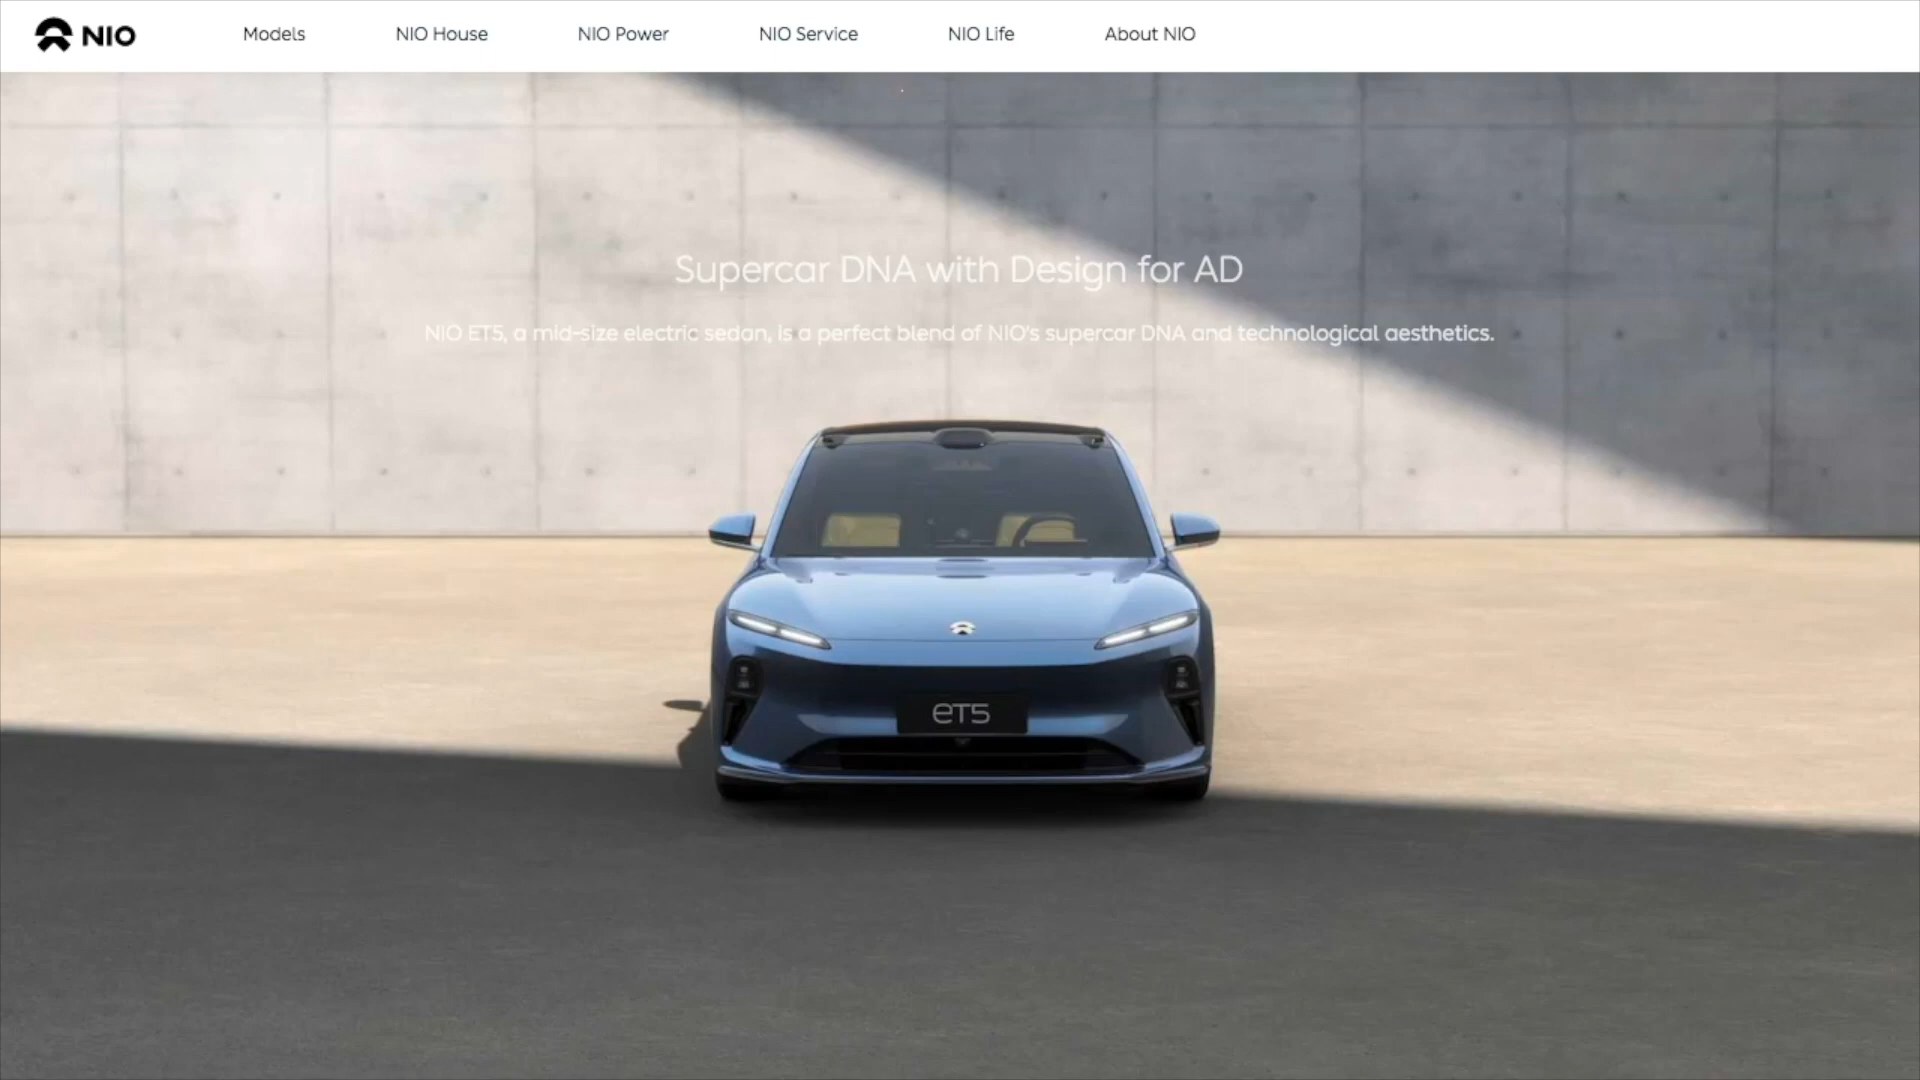 NIO
Models
NIO House
NIO Power
NIO Service
NIO Life
About NIO
Supercar DNA with Design for AD
NIO ET5, a mid-size electric sedan, is a perfect blend of NIO's supercar DNA and technological aesthetics.
eT5